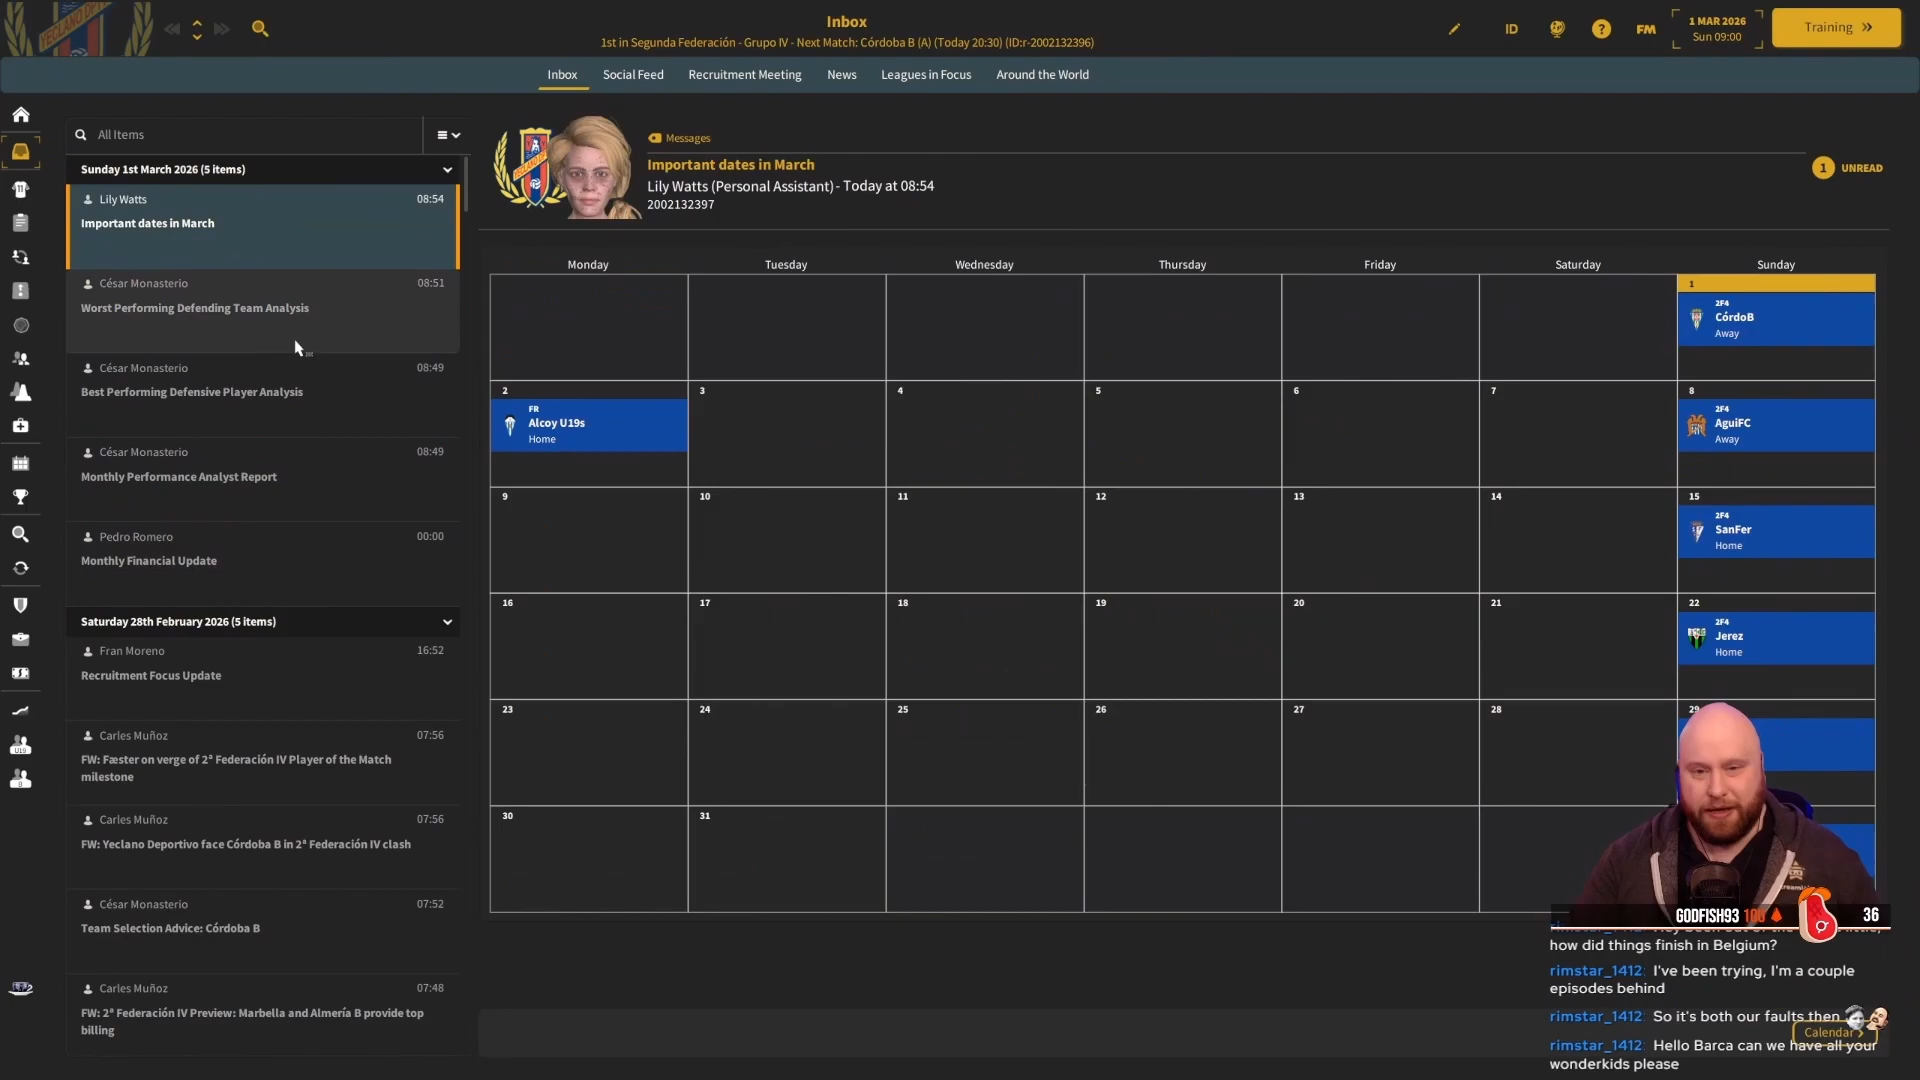 Inbox
1st in Segunda Federación - Grupo IV - Next Match: Córdoba B (A) (Today 20:30) (ID:r-2002132396)
ID
?
FM
1 MAR 2026
Sun 09:00
Training
Inbox
Social Feed
Recruitment Meeting
News
Leagues in Focus
Around the World
All Items
Sunday 1st March 2026 (5 items)
Lily Watts
08:54
Important dates in March
César Monasterio
08:51
Worst Performing Defending Team Analysis
César Monasterio
08:49
Best Performing Defensive Player Analysis
César Monasterio
08:49
Monthly Performance Analyst Report
Pedro Romero
00:00
Monthly Financial Update
Saturday 28th February 2026 (5 items)
Fran Moreno
16:52
Recruitment Focus Update
Carles Muñoz
07:56
FW: Fæster on verge of 2ª Federación IV Player of the Match
milestone
Carles Muñoz
07:56
FW: Yeclano Deportivo face Córdoba B in 2ª Federación IV clash
César Monasterio
07:52
Team Selection Advice: Córdoba B
Carles Muñoz
07:48
FW: 2ª Federación IV Preview: Marbella and Almería B provide top
billing
Messages
Important dates in March
Lily Watts (Personal Assistant) - Today at 08:54
2002132397
1 UNREAD
Monday
Tuesday
Wednesday
Thursday
Friday
Saturday
Sunday
1
2F4
CórdoB
Away
2
FR
Alcoy U19s
Home
3
4
5
6
7
8
2F4
AguiFC
Away
9
10
11
12
13
14
15
2F4
SanFer
Home
16
17
18
19
20
21
22
2F4
Jerez
Home
23
24
25
26
27
28
29
30
31
GODFISH93 100
36
how did things finish in Belgium?
rimstar_1412: I've been trying, I'm a couple
episodes behind
rimstar_1412: So it's both our faults then
Calendar
rimstar_1412: Hello Barca can we have all your
wonderkids please